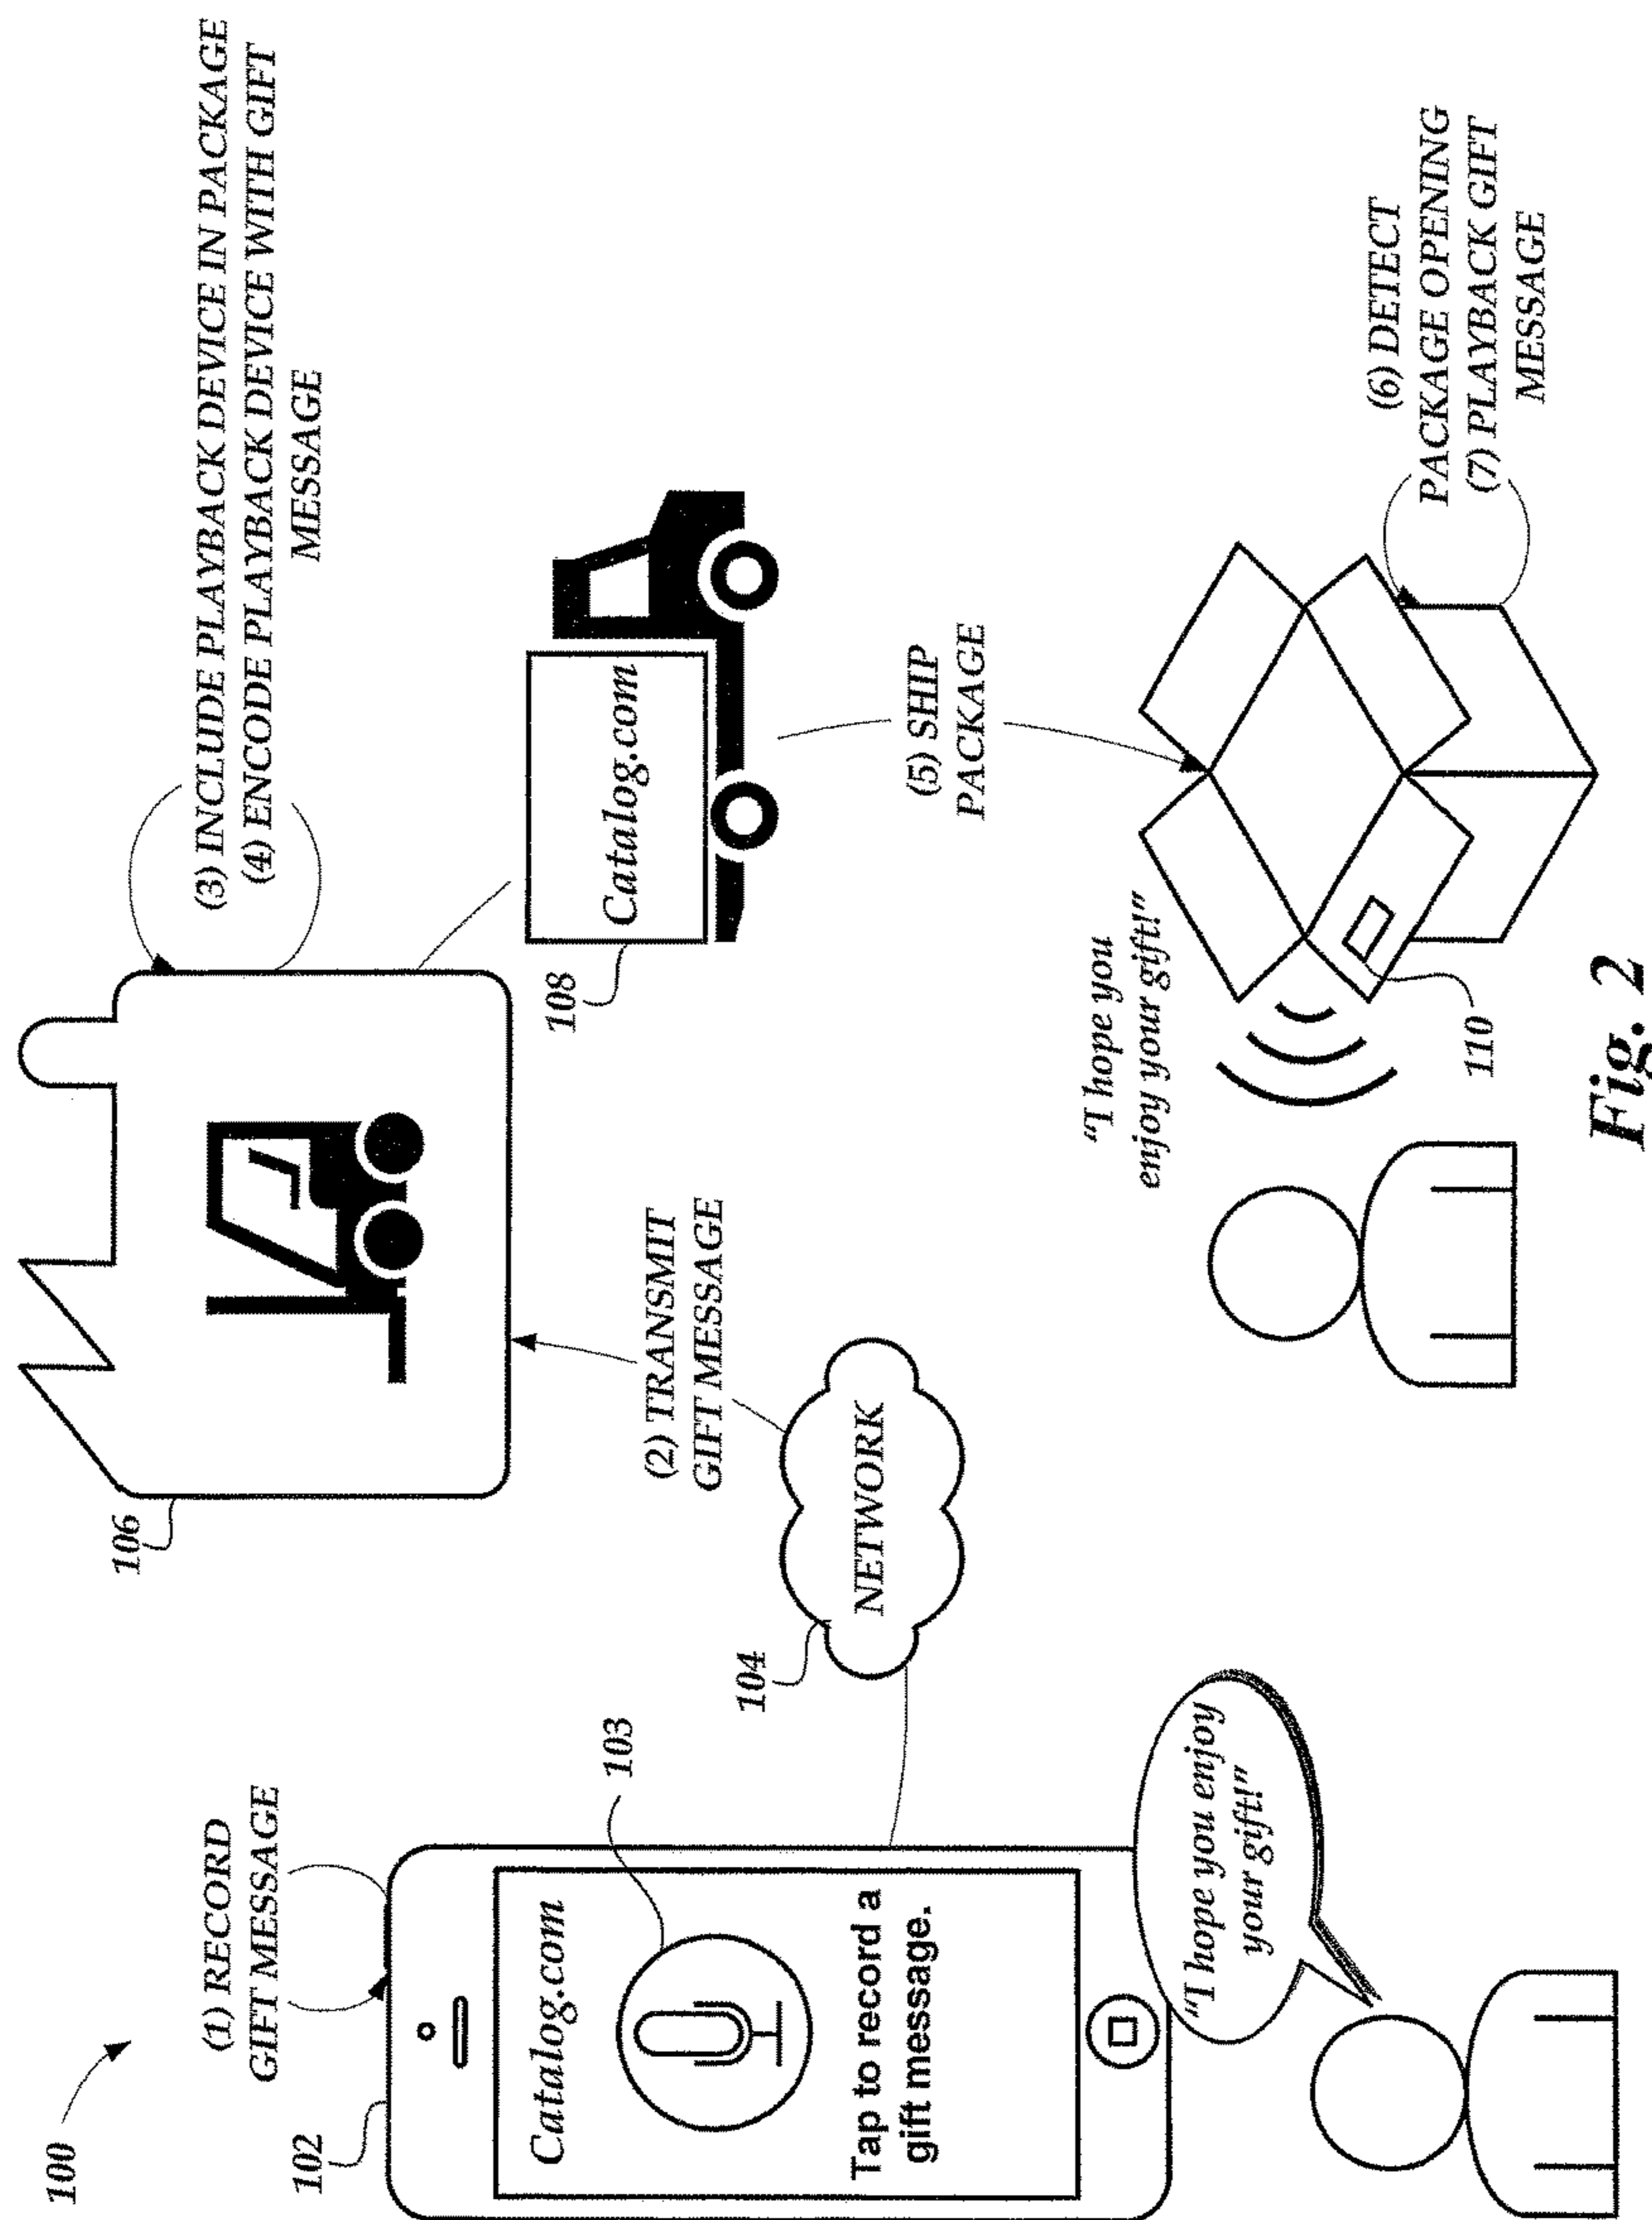 100
(1) RECORD
GIFT MESSAGE
102
Catalog.com
103
Tap to record a
gift message.
"I hope you enjoy
your gift!"
104
NETWORK
(2) TRANSMIT
GIFT MESSAGE
106
(3) INCLUDE PLAYBACK DEVICE IN PACKAGE
(4) ENCODE PLAYBACK DEVICE WITH GIFT
MESSAGE
108
Catalog.com
(5) SHIP
PACKAGE
"I hope you
enjoy your gift!"
110
(6) DETECT
PACKAGE OPENING
(7) PLAYBACK GIFT
MESSAGE
Fig. 2